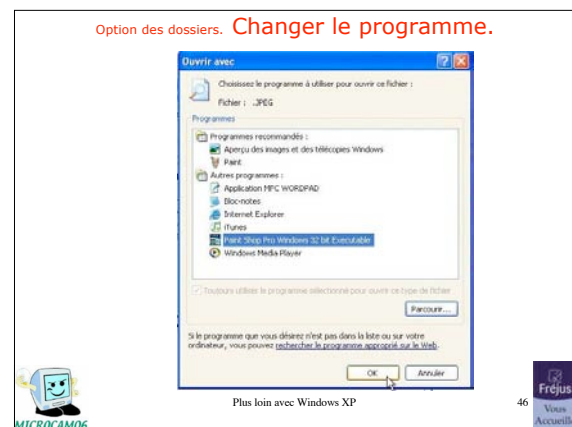 Option des dossiers. Changer le programme.
Ouvrir avec
Choisissez le programme à utiliser pour ouvrir ce fichier :
Fichier : .JPEG
Programmes
Programmes recommandés :
Aperçu des images et des télécopies Windows
Paint
Autres programmes :
Application MFC WORDPAD
Bloc-notes
Internet Explorer
iTunes
Paint Shop Pro Windows 32 bit Executable
Windows Media Player
Toujours utiliser le programme sélectionné pour ouvrir ce type de fichier
Parcourir...
Si le programme que vous désirez n'est pas dans la liste ou sur votre
ordinateur, vous pouvez rechercher le programme approprié sur le Web.
OK Annuler
MICROCAM06
Plus loin avec Windows XP
46
Fréjus
Vous
Accueille